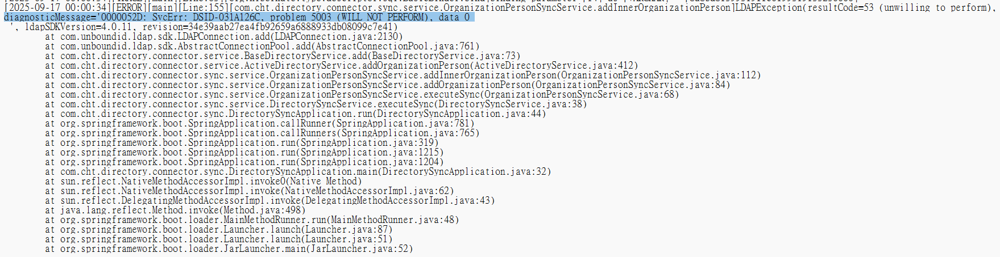 [2025-09-17 00:00:34][ERROR][main][Line:155][com.cht.directory.connector.sync.service.OrganizationPersonSyncService.addInnerOrganizationPerson]LDAPException(resultCode=53 (unwilling to perform),
diagnosticMessage='0000052D: SvcErr: DSID-031A126C, problem 5003 (WILL_NOT_PERFORM), data 0
', ldapSDKVersion=4.0.11, revision=34e39aab27ea4fb92659a6888933db08099c7e41)
at com.unboundid.ldap.sdk.LDAPConnection.add(LDAPConnection.java:2130)
at com.unboundid.ldap.sdk.AbstractConnectionPool.add(AbstractConnectionPool.java:761)
at com.cht.directory.connector.service.BaseDirectoryService.add(BaseDirectoryService.java:73)
at com.cht.directory.connector.service.ActiveDirectoryService.addOrganizationPerson(ActiveDirectoryService.java:412)
at com.cht.directory.connector.sync.service.OrganizationPersonSyncService.addInnerOrganizationPerson(OrganizationPersonSyncService.java:112)
at com.cht.directory.connector.sync.service.OrganizationPersonSyncService.addOrganizationPerson(OrganizationPersonSyncService.java:84)
at com.cht.directory.connector.sync.service.OrganizationPersonSyncService.executeSync(OrganizationPersonSyncService.java:68)
at com.cht.directory.connector.sync.service.DirectorySyncService.executeSync(DirectorySyncService.java:38)
at com.cht.directory.connector.sync.DirectorySyncApplication.run(DirectorySyncApplication.java:44)
at org.springframework.boot.SpringApplication.callRunner(SpringApplication.java:781)
at org.springframework.boot.SpringApplication.callRunners(SpringApplication.java:765)
at org.springframework.boot.SpringApplication.run(SpringApplication.java:319)
at org.springframework.boot.SpringApplication.run(SpringApplication.java:1215)
at org.springframework.boot.SpringApplication.run(SpringApplication.java:1204)
at com.cht.directory.connector.sync.DirectorySyncApplication.main(DirectorySyncApplication.java:32)
at sun.reflect.NativeMethodAccessorImpl.invoke0(Native Method)
at sun.reflect.NativeMethodAccessorImpl.invoke(NativeMethodAccessorImpl.java:62)
at sun.reflect.DelegatingMethodAccessorImpl.invoke(DelegatingMethodAccessorImpl.java:43)
at java.lang.reflect.Method.invoke(Method.java:498)
at org.springframework.boot.loader.MainMethodRunner.run(MainMethodRunner.java:48)
at org.springframework.boot.loader.Launcher.launch(Launcher.java:87)
at org.springframework.boot.loader.Launcher.launch(Launcher.java:51)
at org.springframework.boot.loader.JarLauncher.main(JarLauncher.java:52)